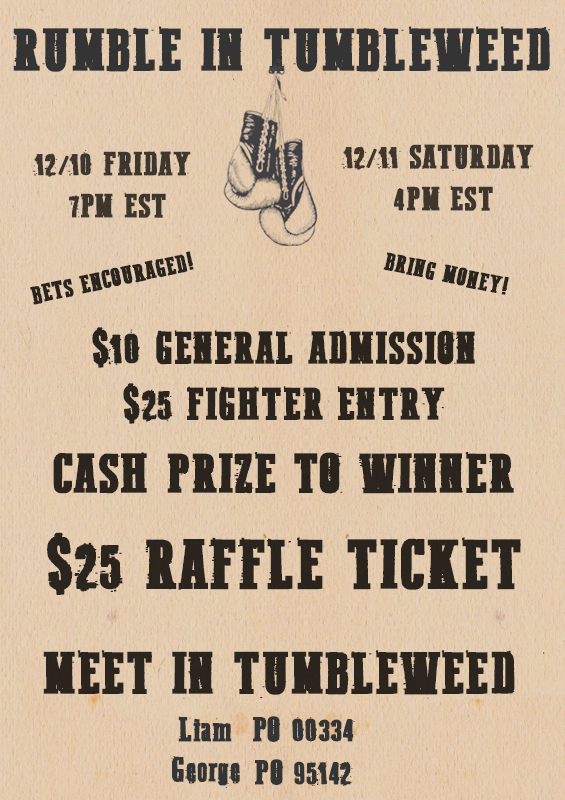 RUMBLE IN TUMBLEWEED
12/10 FRIDAY
7PM EST
12/11 SATURDAY
4PM EST
BETS ENCOURAGED!
BRING MONEY!
$10 GENERAL ADMISSION
$25 FIGHTER ENTRY
CASH PRIZE TO WINNER
$25 RAFFLE TICKET
MEET IN TUMBLEWEED
Liam PO 00334
George PO 95142